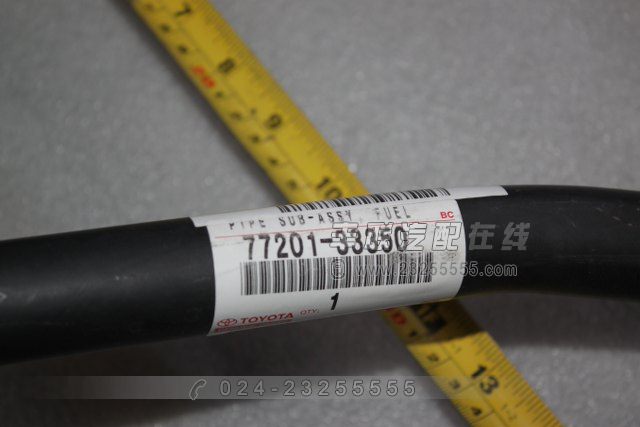 7
8
20
9
10
PIPE SUB-ASSY, FUEL
BC
77201-33350
汽配在线
www.23255555.com
1
TOYOTA QTY:
13
024-23255555